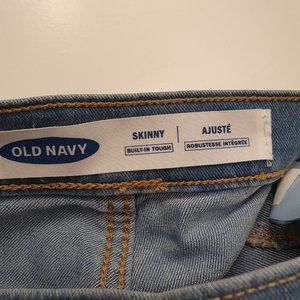 OLD NAVY
SKINNY
BUILT-IN TOUGH
AJUSTÉ
ROBUSTESSE INTÉGRÉE